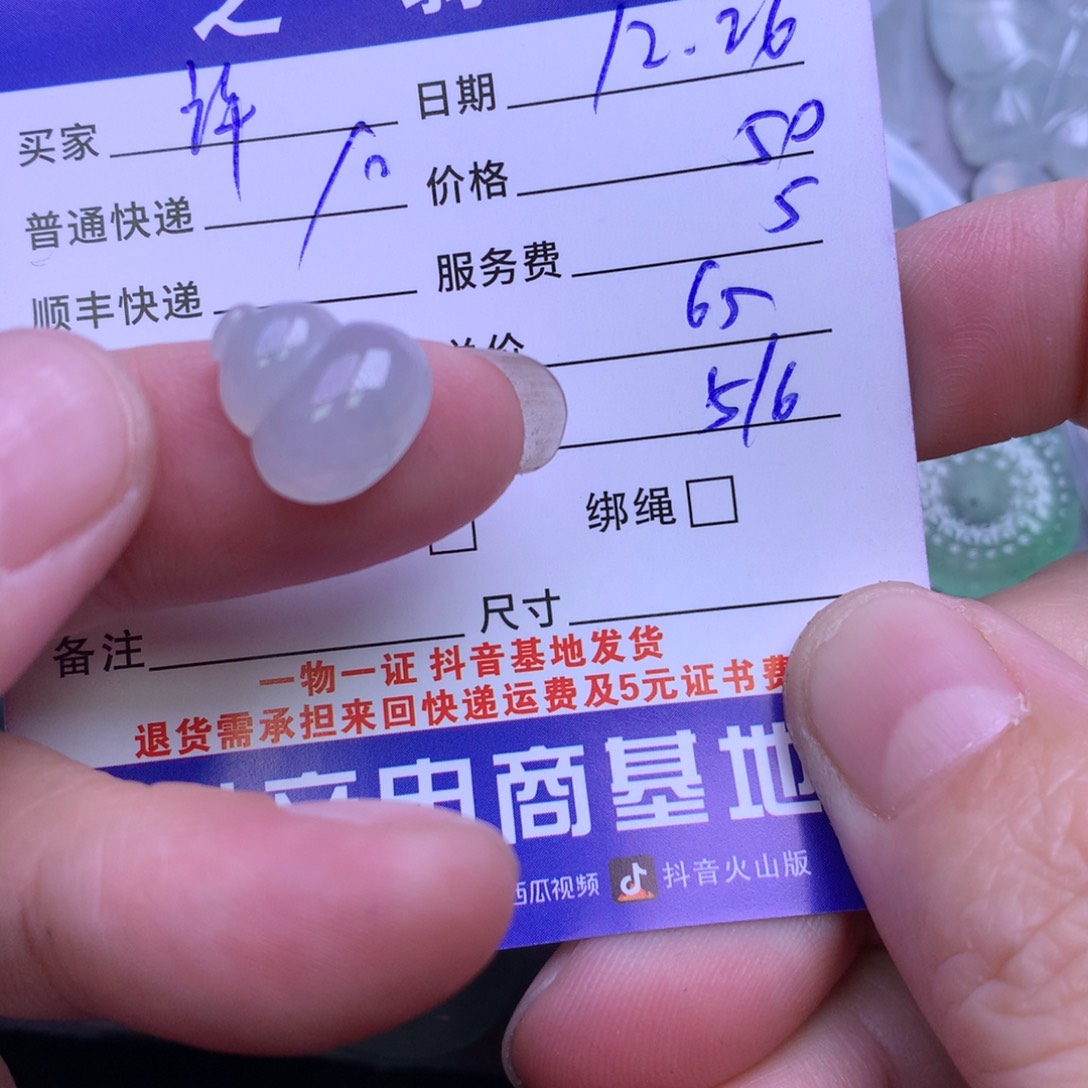 之
买家 许 日期 12.26
普通快递 10 价格 50
顺丰快递 服务费 5
总价 65
5/6
绑绳
备注 尺寸
一物一证 抖音基地发货
退货需承担来回快递运费及5元证书费
电商基地
西瓜视频 抖音火山版